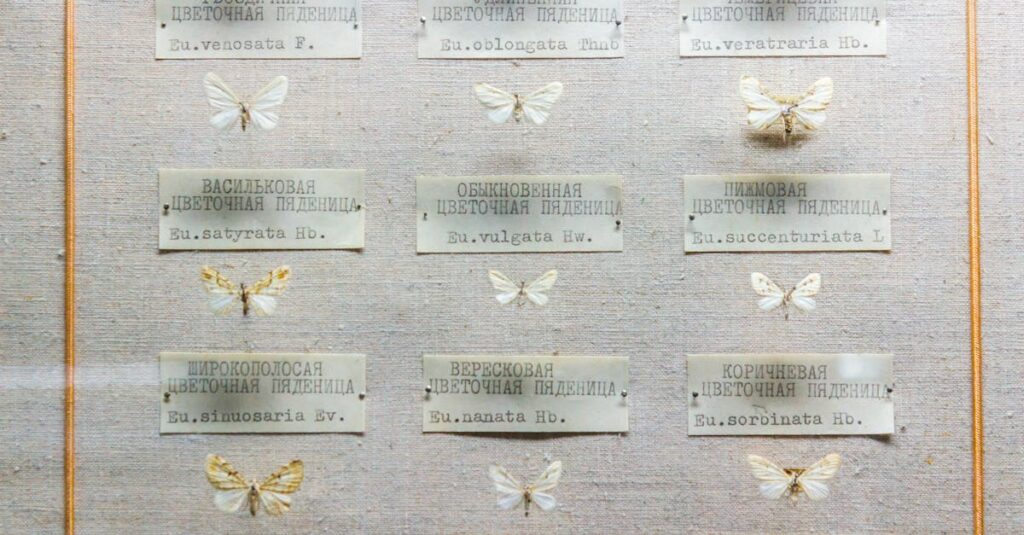 ЦВЕТОЧНАЯ ПЯДЕНИЦА
Eu.venosata F.
ЦВЕТОЧНАЯ ПЯДЕНИЦА
Eu.oblongata Thnb
ЦВЕТОЧНАЯ ПЯДЕНИЦА
Eu.veratraria Hb.
ВАСИЛЬКОВАЯ
ЦВЕТОЧНАЯ ПЯДЕНИЦА
Eu.satyrata Hb.
ОБЫКНОВЕННАЯ
ЦВЕТОЧНАЯ ПЯДЕНИЦА
Eu.vulgata Hw.
ПИЖМОВАЯ
ЦВЕТОЧНАЯ ПЯДЕНИЦА
Eu.succenturiata L
ШИРОКОПОЛОСАЯ
ЦВЕТОЧНАЯ ПЯДЕНИЦА
Eu.sinuosaria Ev.
ВЕРЕСКОВАЯ
ЦВЕТОЧНАЯ ПЯДЕНИЦА
Eu.nanata Hb.
КОРИЧНЕВАЯ
ЦВЕТОЧНАЯ ПЯДЕНИЦА
Eu.sorbinata Hb.